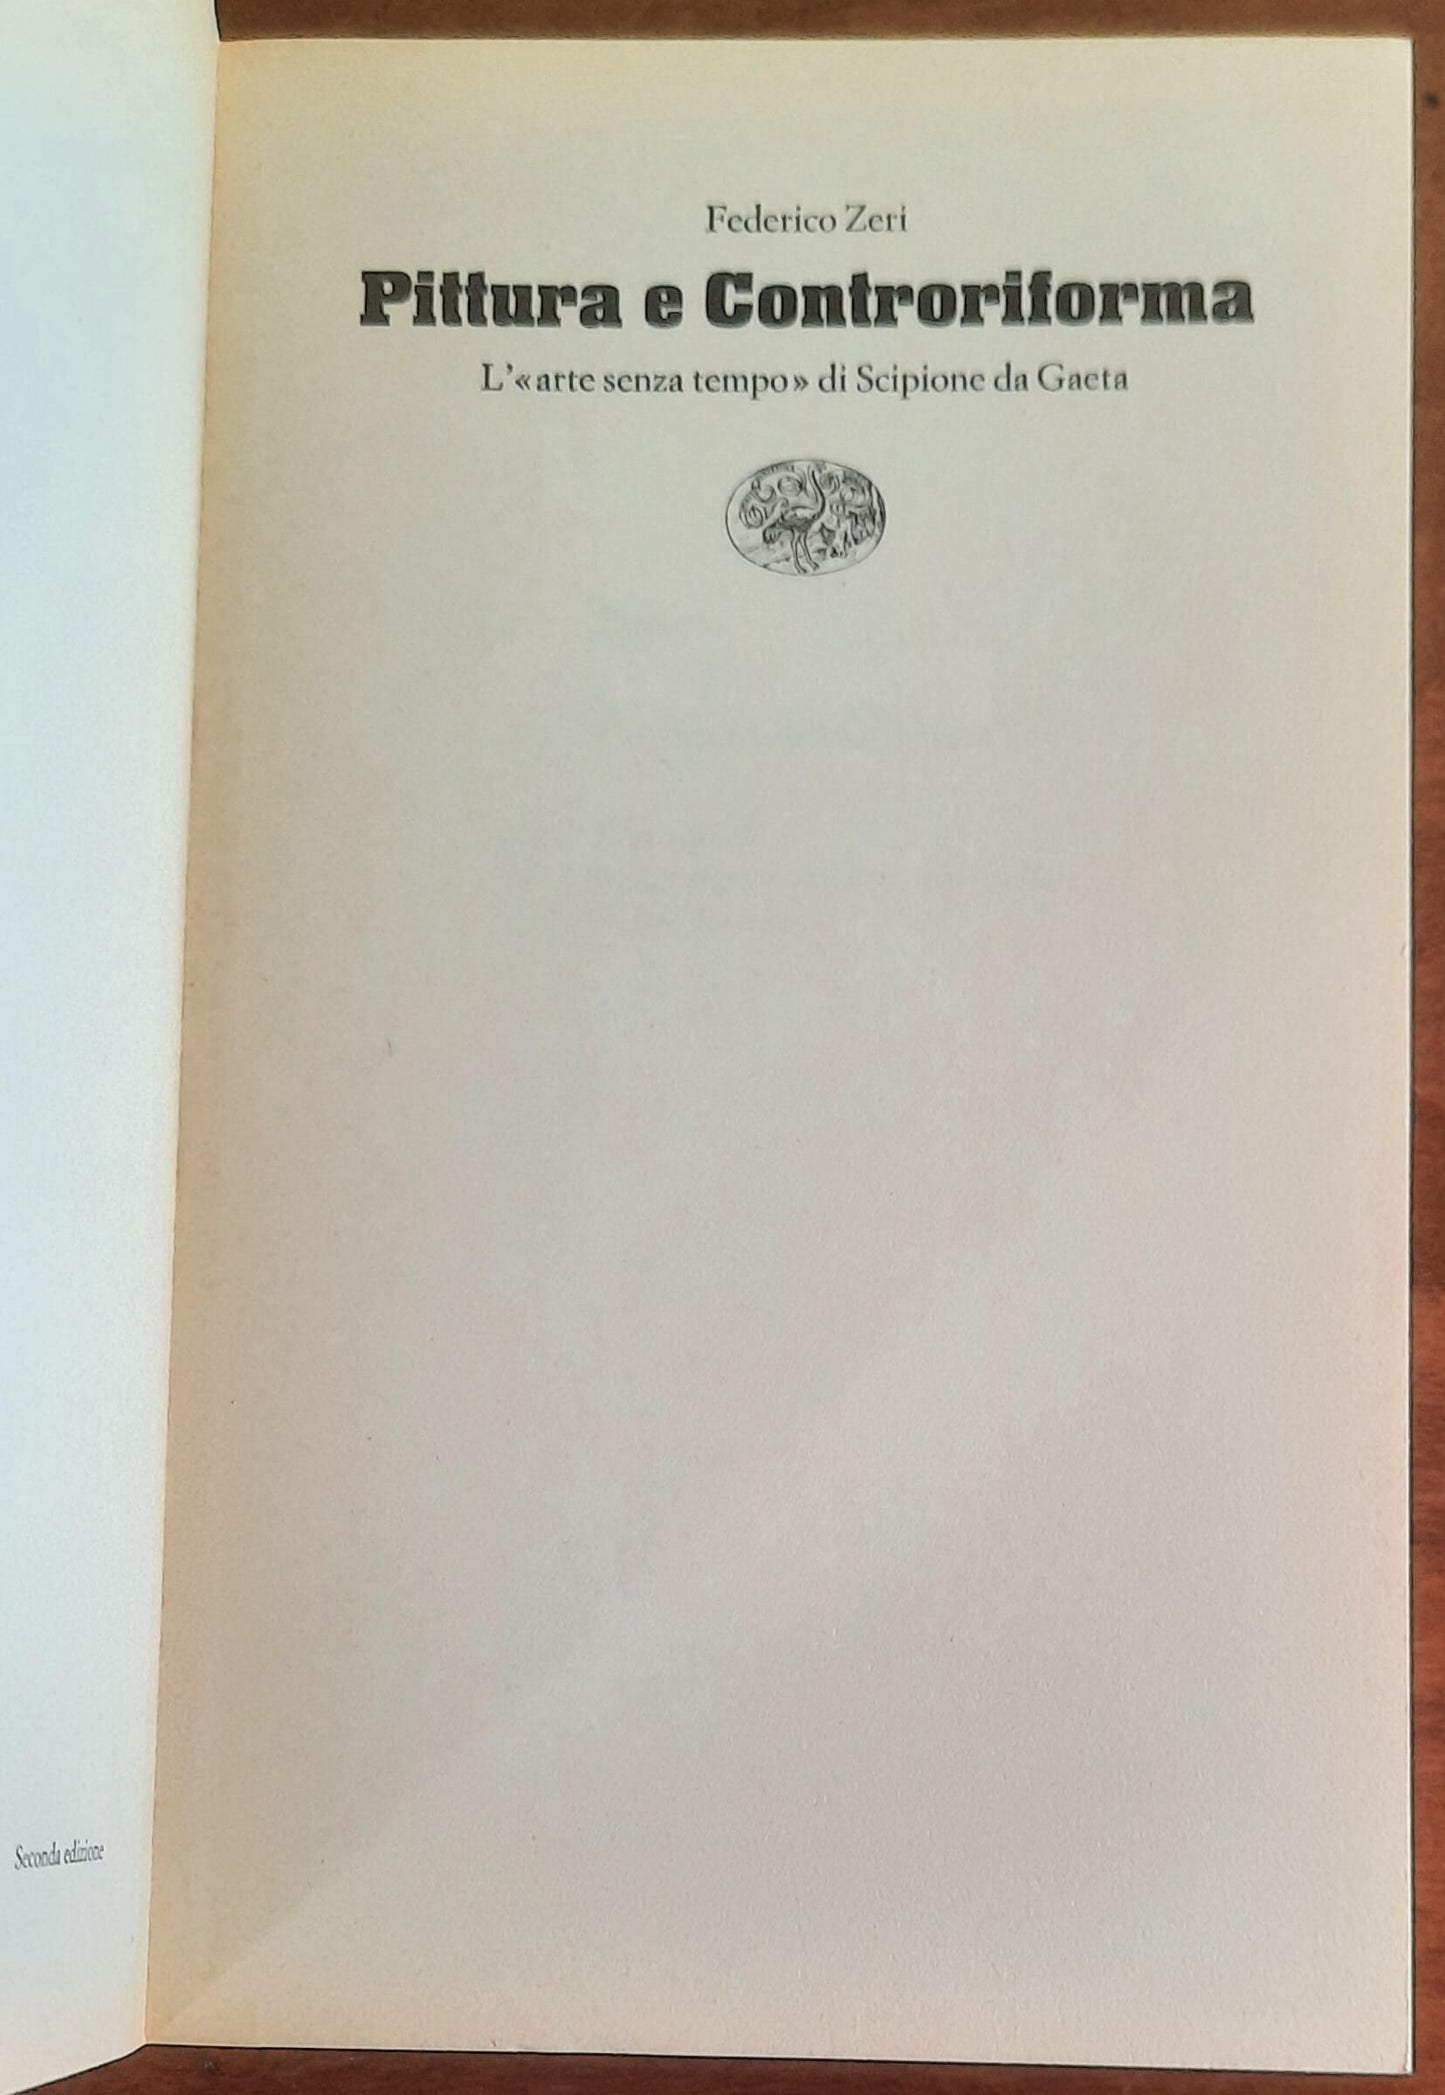 Seconda edizione
Federico Zeri
Pittura e Controriforma
L'«arte senza tempo» di Scipione da Gaeta